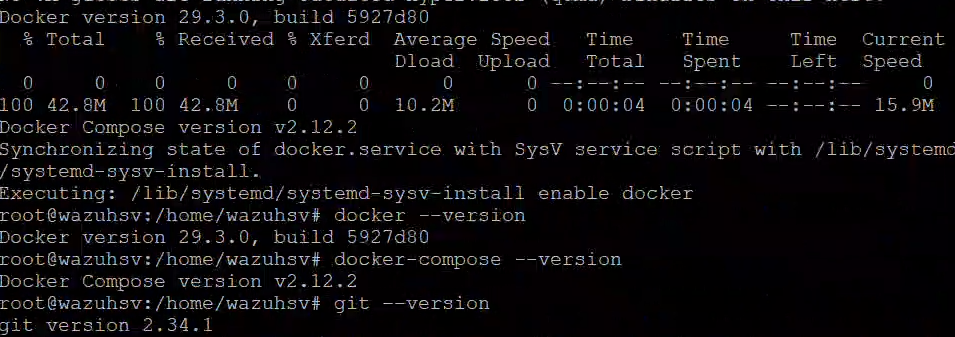 Docker version 29.3.0, build 5927d80
% Total % Received % Xferd Average Speed Time Time Time Current
Dload Upload Total Spent Left Speed
0 0 0 0 0 0 0 0 --:--:-- --:--:-- --:--:-- 0
100 42.8M 100 42.8M 0 0 10.2M 0 0:00:04 0:00:04 --:--:-- 15.9M
Docker Compose version v2.12.2
Synchronizing state of docker.service with SysV service script with /lib/systemd
/systemd-sysv-install.
Executing: /lib/systemd/systemd-sysv-install enable docker
root@wazuhsv:/home/wazuhsv# docker --version
Docker version 29.3.0, build 5927d80
root@wazuhsv:/home/wazuhsv# docker-compose --version
Docker Compose version v2.12.2
root@wazuhsv:/home/wazuhsv# git --version
git version 2.34.1